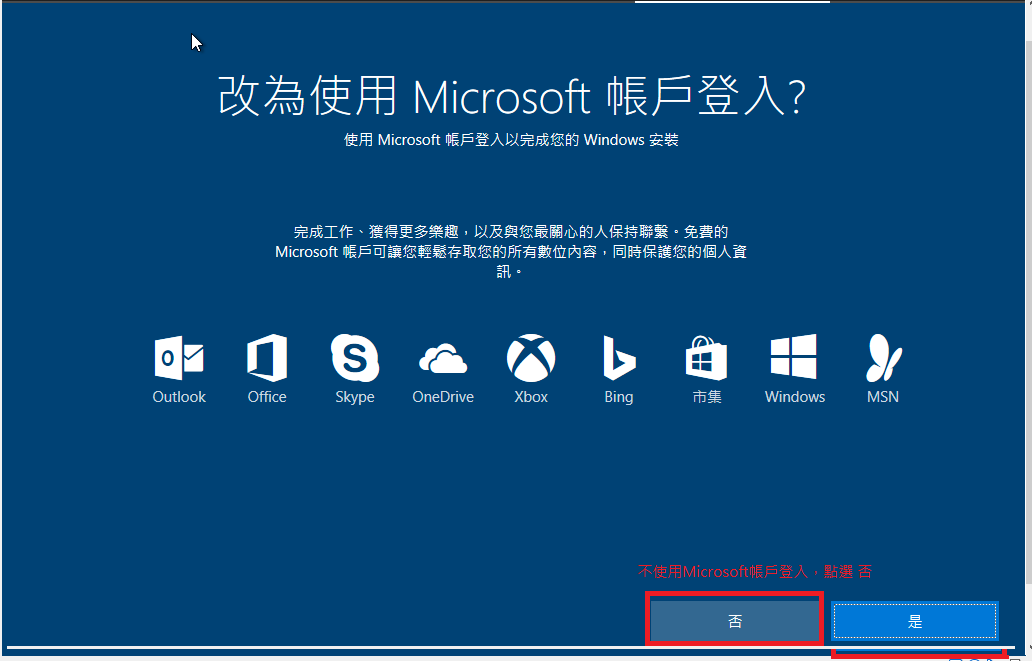 改為使用 Microsoft 帳戶登入?
使用 Microsoft 帳戶登入以完成您的 Windows 安裝
完成工作、獲得更多樂趣，以及與您最關心的人保持聯繫。免費的
Microsoft 帳戶可讓您輕鬆存取您的所有數位內容，同時保護您的個人資
訊。
Outlook Office Skype OneDrive Xbox Bing 市集 Windows MSN
不使用Microsoft帳戶登人，點選 否
否 是